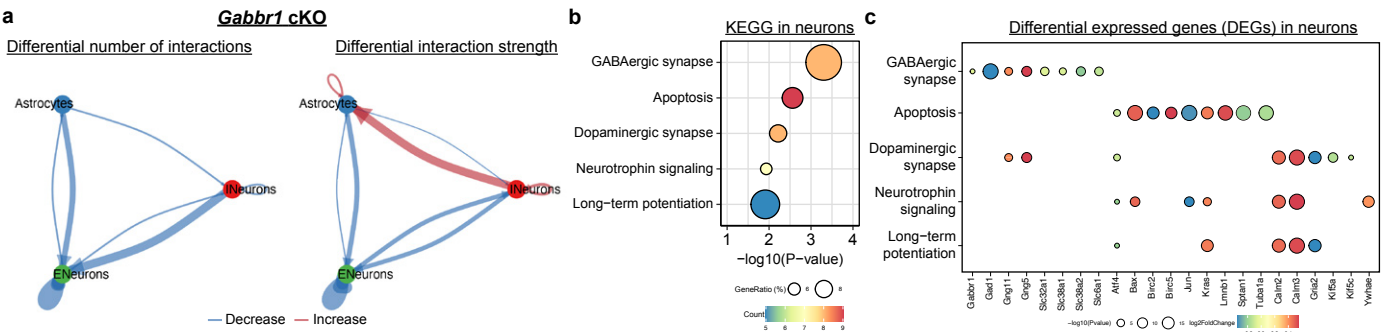 a
Gabbr1 cKO
Differential number of interactions
Differential interaction strength
Astrocytes
INeurons
ENeurons
Astrocytes
INeurons
ENeurons
Decrease
Increase
b
KEGG in neurons
GABAergic synapse
Apoptosis
Dopaminergic synapse
Neurotrophin signaling
Long−term potentiation
1 2 3 4
−log10(P−value)
GeneRatio (%) 6 8
Count
5 6 7 8 9
c
Differential expressed genes (DEGs) in neurons
GABAergic
synapse
Apoptosis
Dopaminergic
synapse
Neurotrophin
signaling
Long−term
potentiation
Gabbr1
Gad1
Gng11
Gng5
Slc32a1
Slc38a1
Slc38a2
Slc6a1
Atf4
Bax
Birc2
Birc5
Jun
Kras
Lmnb1
Sptan1
Tuba1a
Calm2
Calm3
Gria2
Kif5a
Kif5c
Ywhae
−log10(Pvalue) 5 10 15 log2FoldChange